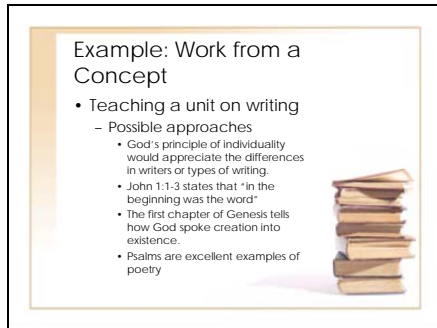 Example: Work from a
Concept
• Teaching a unit on writing
– Possible approaches
• God's principle of individuality
would appreciate the differences
in writers or types of writing.
• John 1:1-3 states that "in the
beginning was the word"
• The first chapter of Genesis tells
how God spoke creation into
existence.
• Psalms are excellent examples of
poetry